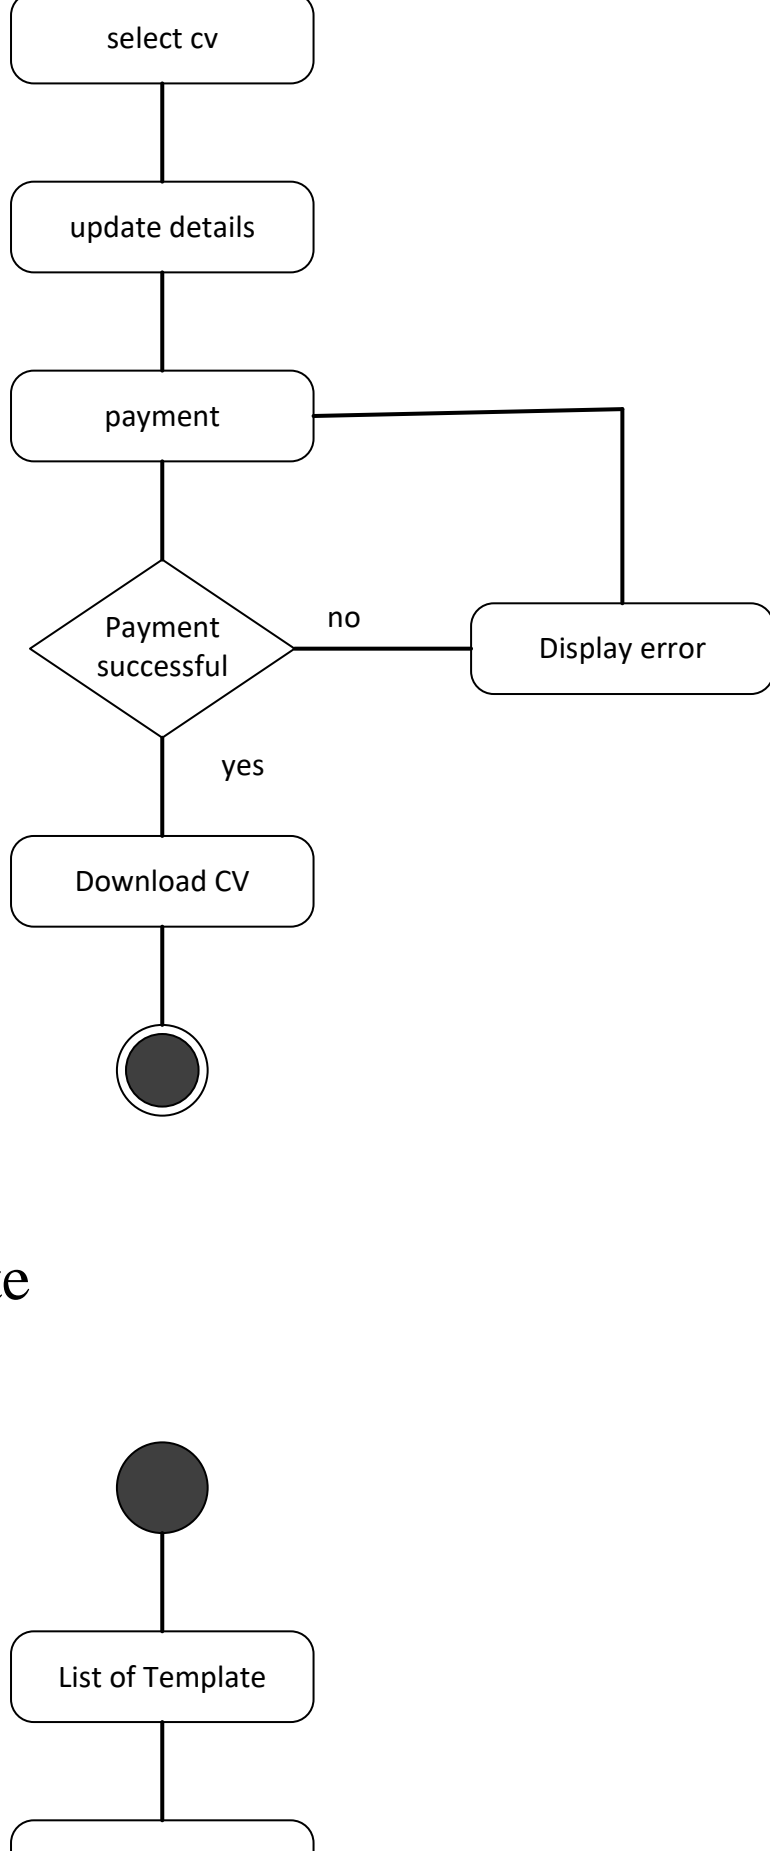 select cv
update details
payment
Payment
successful
no
Display error
yes
Download CV
List of Template